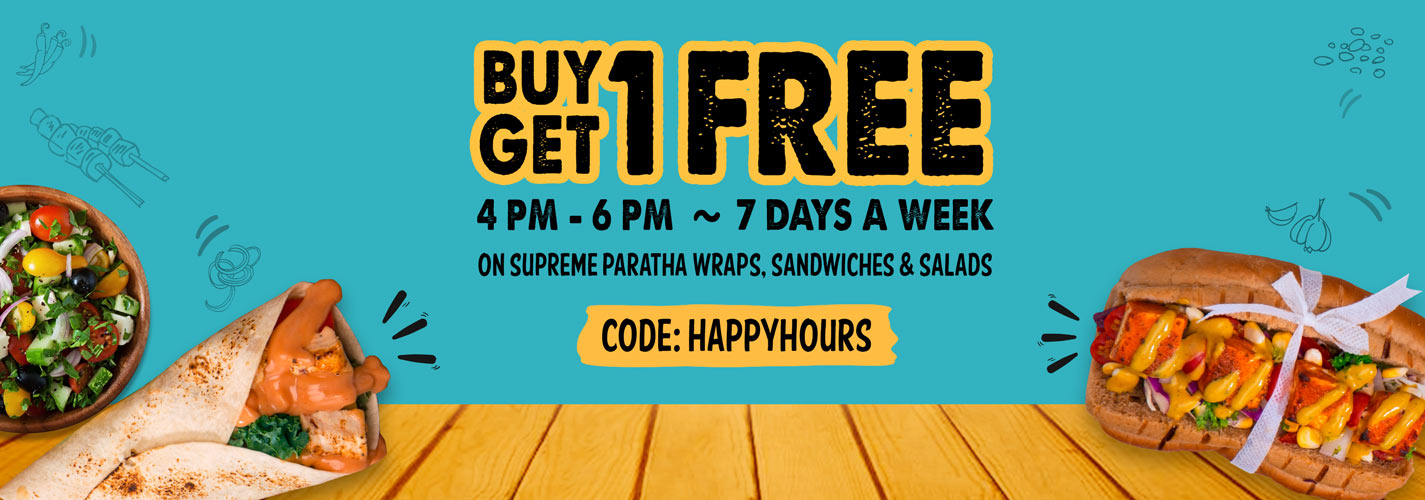 BUY 1 FREE
GET
4 PM - 6 PM ~ 7 DAYS A WEEK
ON SUPREME PARATHA WRAPS, SANDWICHES & SALADS
CODE: HAPPYHOURS